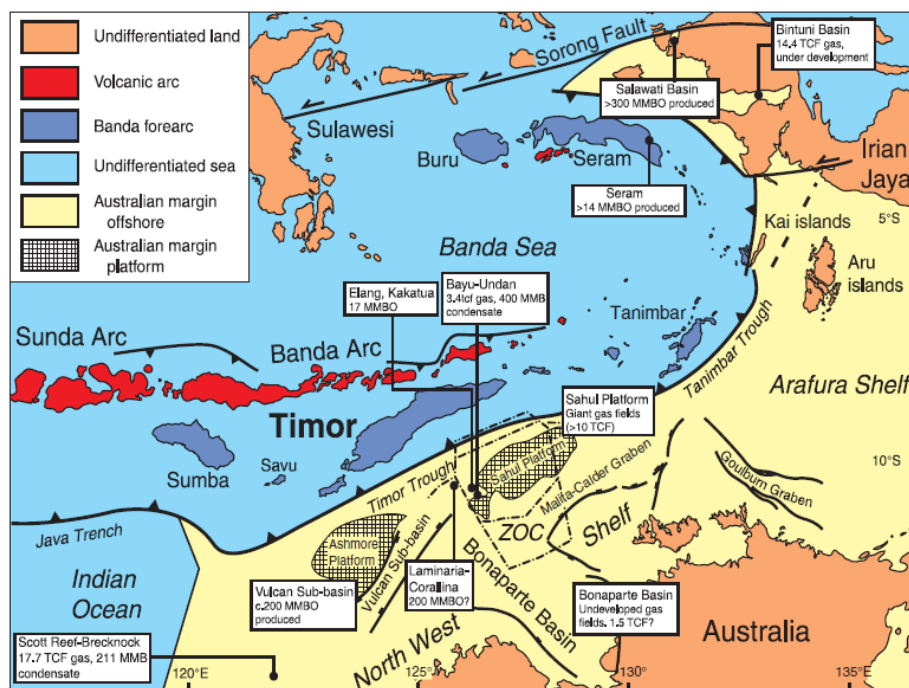 Undifferentiated land
Volcanic arc
Banda forearc
Undifferentiated sea
Australian margin
offshore
Australian margin
platform
Sorong Fault
Bintuni Basin
14.4 TCF gas,
under development
Salawati Basin
>300 MMBO produced
Sulawesi
Buru
Seram
Irian
Jaya
Seram
>14 MMBO produced
5°S
Kai islands
Banda Sea
Aru
islands
Elang, Kakatua
17 MMBO
Bayu-Undan
3.4tcf gas, 400 MMB
condensate
Tanimbar
Sunda Arc
Banda Arc
Tanimbar Trough
Arafura Shelf
Timor
Sahul Platform
Giant gas fields
(>10 TCF)
Sumba
Savu
Timor Trough
Sahul Platform
Malita-Calder Graben
Goulburn Graben
10°S
Java Trench
Ashmore
Platform
Vulcan Sub-basin
ZOC
Shelf
Indian
Ocean
Vulcan Sub-basin
c.200 MMBO
produced
Laminaria-
Corallina
200 MMBO?
Bonaparte Basin
Bonaparte Basin
Undeveloped gas
fields. 1.5 TCF?
Australia
North West
Scott Reef-Brecknock
17.7 TCF gas, 211 MMB
condensate
120°E
125°E
130°E
135°E